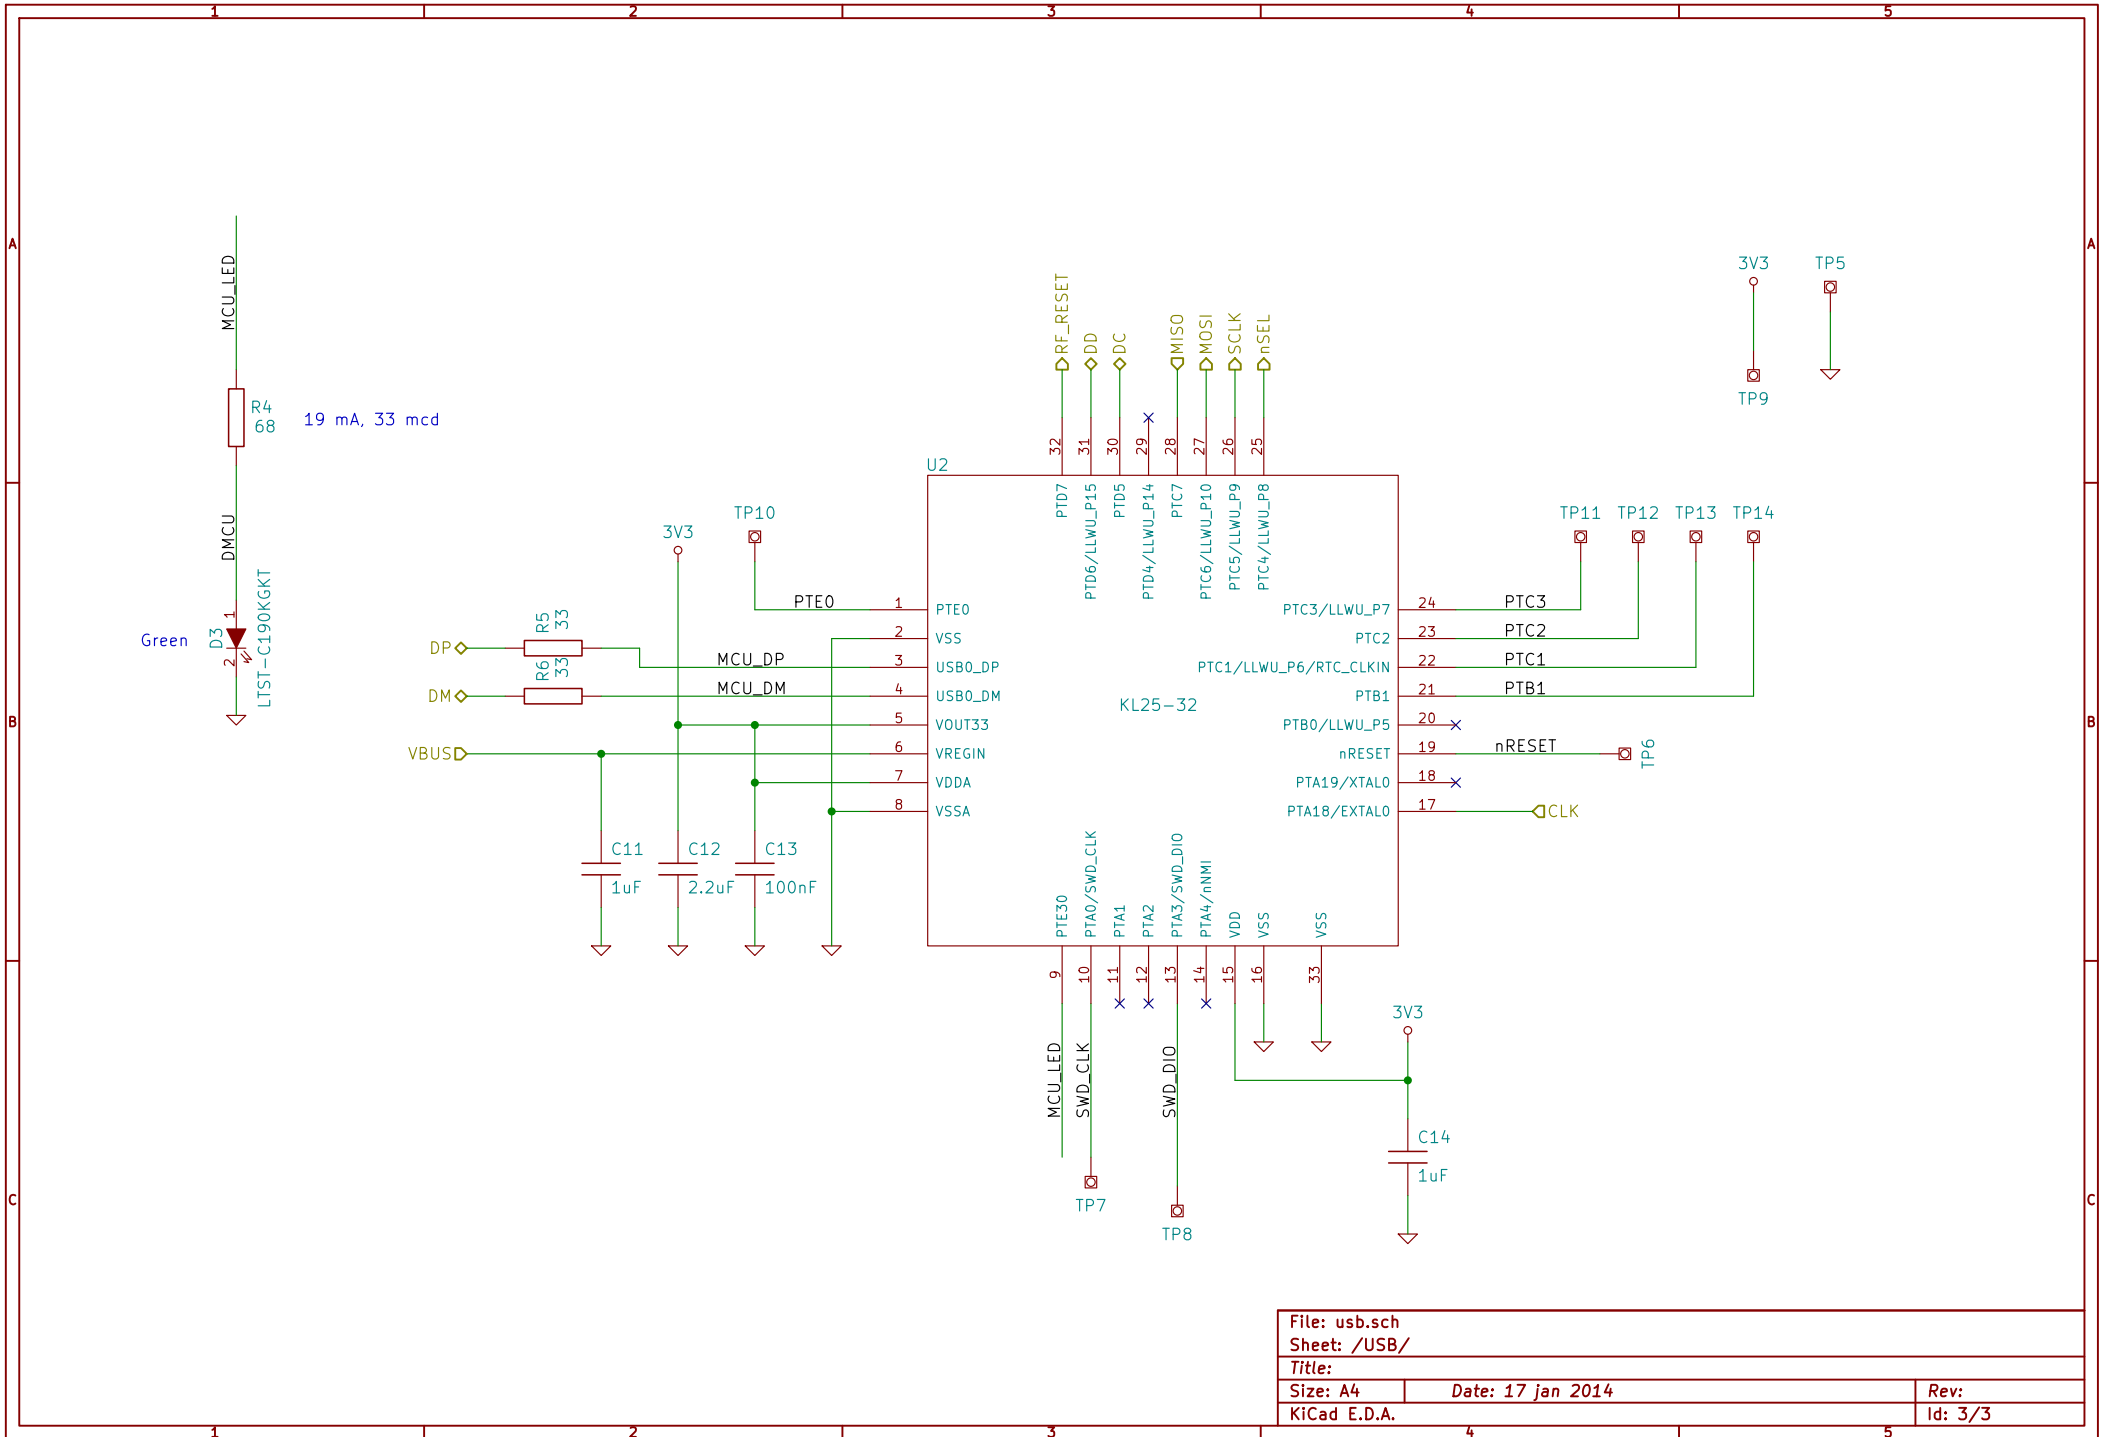 1 2 3 4 5
A A
B B
C C
MCU_LED
R4
68
19 mA, 33 mcd
DMCU
Green
D3
1
2
LTST-C190KGKT
3V3
TP9
TP5
RF_RESET
DD
DC
MISO
MOSI
SCLK
nSEL
32
31
30
29
28
27
26
25
U2
PTD7
PTD6/LLWU_P15
PTD5
PTD4/LLWU_P14
PTC7
PTC6/LLWU_P10
PTC5/LLWU_P9
PTC4/LLWU_P8
TP10
3V3
PTE0
1 PTE0
2 VSS
DP
R5
33
MCU_DP
3 USB0_DP
DM
R6
33
MCU_DM
4 USB0_DM
5 VOUT33
VBUS
6 VREGIN
7 VDDA
8 VSSA
KL25-32
TP11 TP12 TP13 TP14
PTC3/LLWU_P7 24 PTC3
PTC2 23 PTC2
PTC1/LLWU_P6/RTC_CLKIN 22 PTC1
PTB1 21 PTB1
PTB0/LLWU_P5 20
nRESET 19 nRESET
TP6
PTA19/XTAL0 18
PTA18/EXTAL0 17
CLK
C11
1uF
C12
2.2uF
C13
100nF
PTE30
PTA0/SWD_CLK
PTA1
PTA2
PTA3/SWD_DIO
PTA4/nNMI
VDD
VSS
VSS
9
10
11
12
13
14
15
16
33
MCU_LED
SWD_CLK
SWD_DIO
TP7
TP8
3V3
C14
1uF
File: usb.sch
Sheet: /USB/
Title:
Size: A4 Date: 17 jan 2014 Rev:
KiCad E.D.A. Id: 3/3
1 2 3 4 5